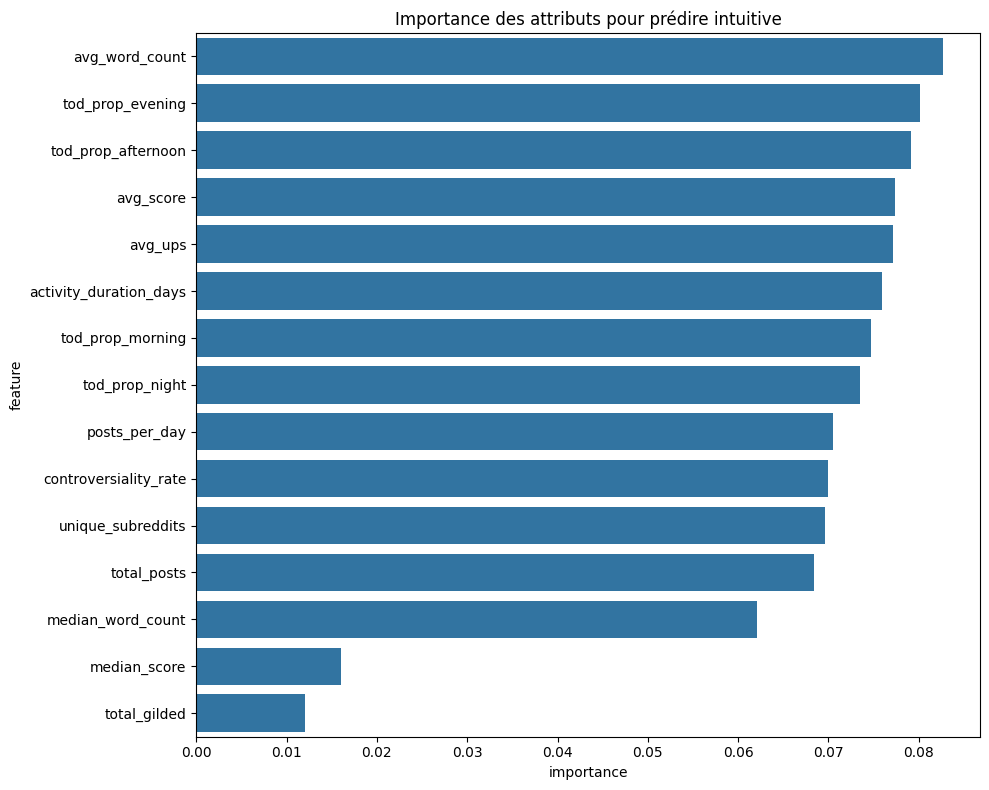 Importance des attributs pour prédire intuitive
avg_word_count
tod_prop_evening
tod_prop_afternoon
avg_score
avg_ups
activity_duration_days
tod_prop_morning
tod_prop_night
posts_per_day
controversiality_rate
unique_subreddits
total_posts
median_word_count
median_score
total_gilded
feature
0.00 0.01 0.02 0.03 0.04 0.05 0.06 0.07 0.08
importance